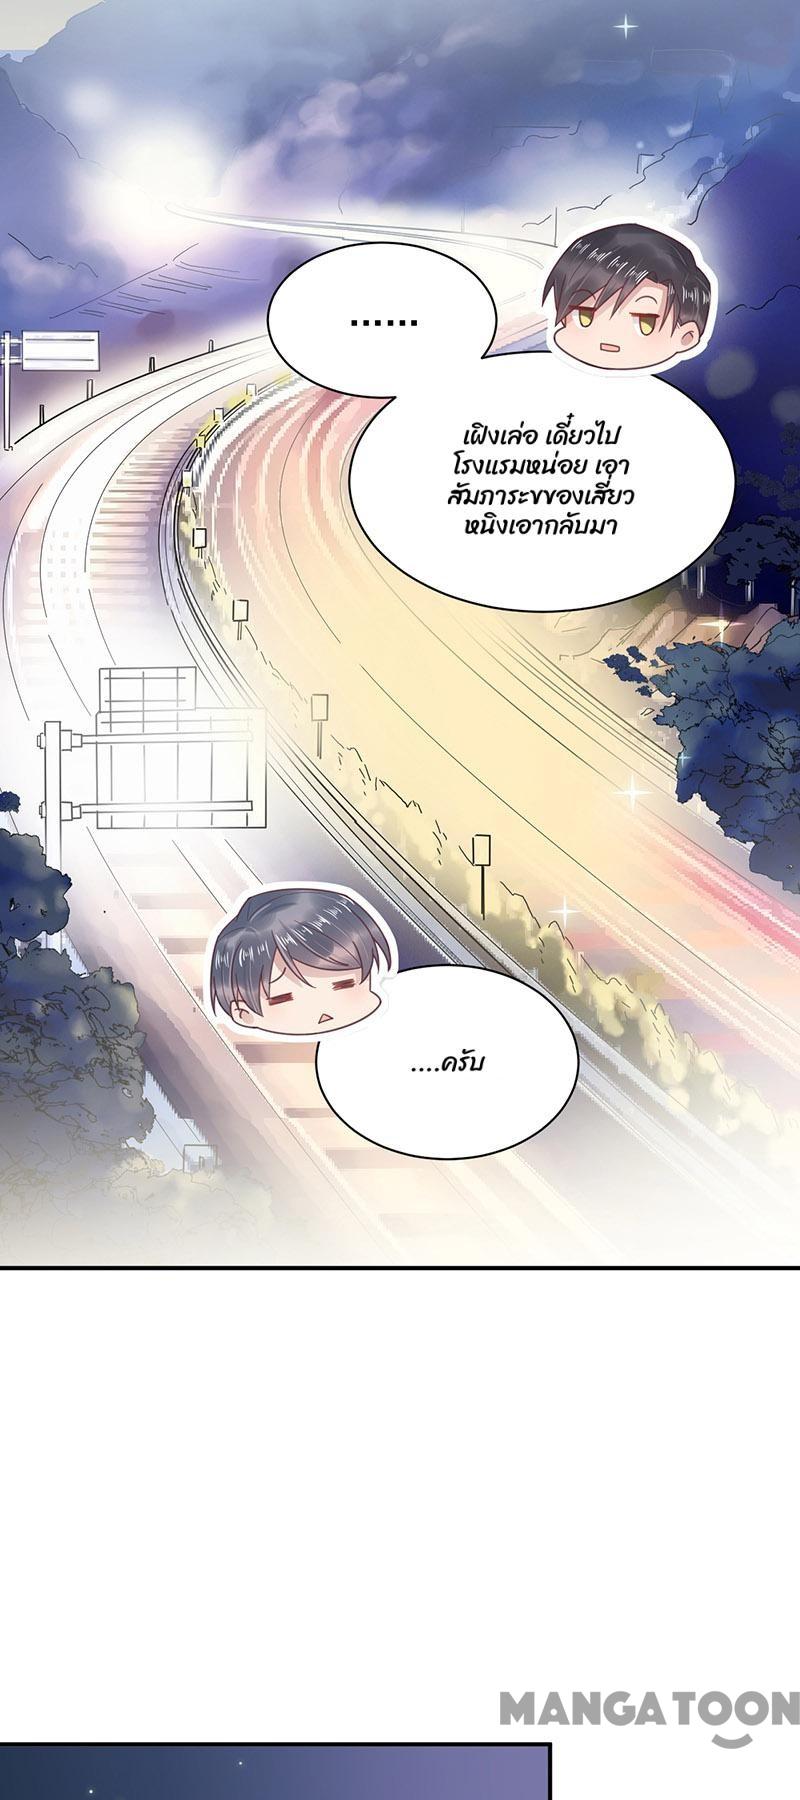 ......
เฝิงเล่อ เดี๋ยวไป
โรงแรมหน่อย เอา
สัมภาระขของเสี่ยว
หนิงเอากลับมา
....ครับ
MANGATOON